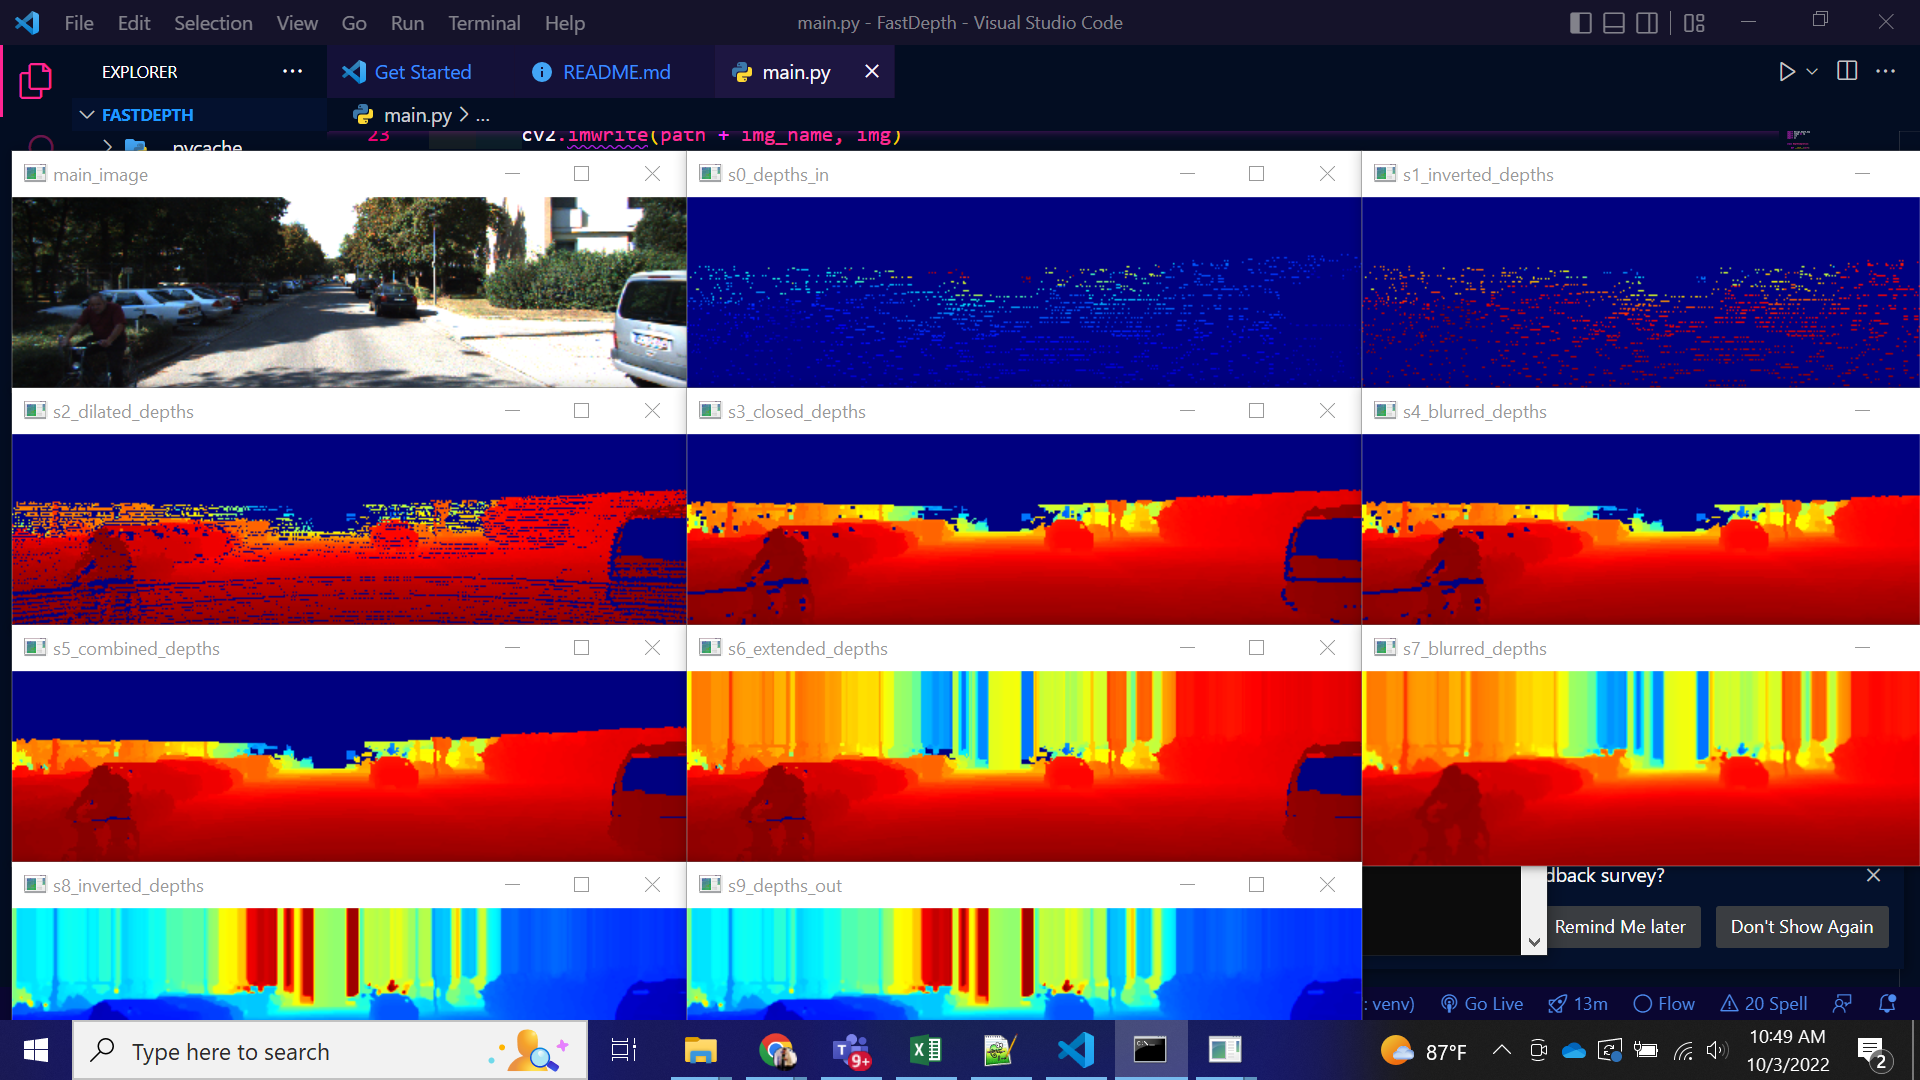 File Edit Selection View Go Run Terminal Help main.py - FastDepth - Visual Studio Code
EXPLORER ... Get Started README.md main.py
FASTDEPTH main.py > ...
pycache 23 cv2.imwrite(path + img_name, img)
main_image s0_depths_in s1_inverted_depths
s2_dilated_depths s3_closed_depths s4_blurred_depths
s5_combined_depths s6_extended_depths s7_blurred_depths
s8_inverted_depths s9_depths_out
dback survey?
Remind Me later Don't Show Again
: venv) Go Live 13m Flow 20 Spell
Type here to search 9+ 87°F 10:49 AM
10/3/2022 2